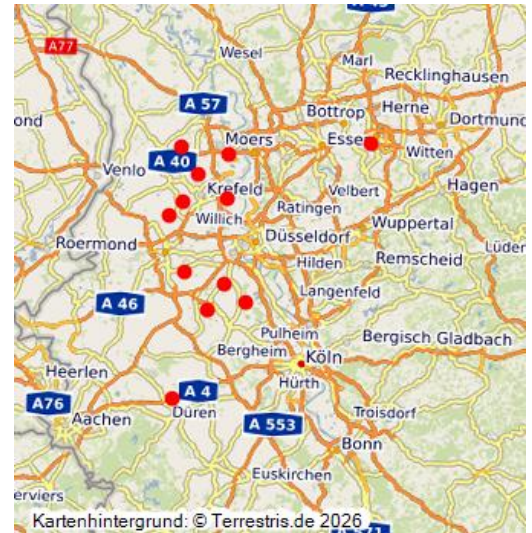 A 43
Wesel
Marl
A77
Recklinghausen
A 57
Bottrop
Herne
Dortmund
ond
Moers
Esse
Witten
Venlo
A 40
Krefeld
Velbert
Hagen
Willich
Ratingen
Roermond
Düsseldorf
Wuppertal
Lüden
Hilden
Remscheid
A 46
Langenfeld
Pulheim
Bergisch Gladbach
Bergheim
Köln
Heerlen
Hürth
A76
A 4
Troisdorf
Aachen
Düren
A 553
Bonn
Euskirchen
erviers
Kartenhintergrund: © Terrestris.de 2026